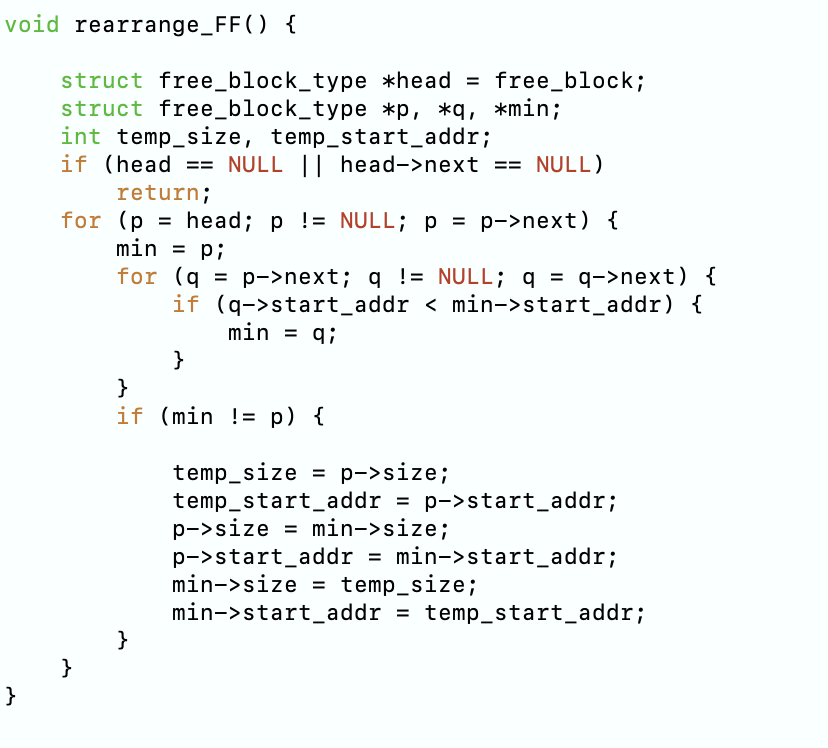 void rearrange_FF() {
    struct free_block_type *head = free_block;
    struct free_block_type *p, *q, *min;
    int temp_size, temp_start_addr;
    if (head == NULL || head->next == NULL)
        return;
    for (p = head; p != NULL; p = p->next) {
        min = p;
        for (q = p->next; q != NULL; q = q->next) {
            if (q->start_addr < min->start_addr) {
                min = q;
            }
        }
        if (min != p) {
            temp_size = p->size;
            temp_start_addr = p->start_addr;
            p->size = min->size;
            p->start_addr = min->start_addr;
            min->size = temp_size;
            min->start_addr = temp_start_addr;
        }
    }
}